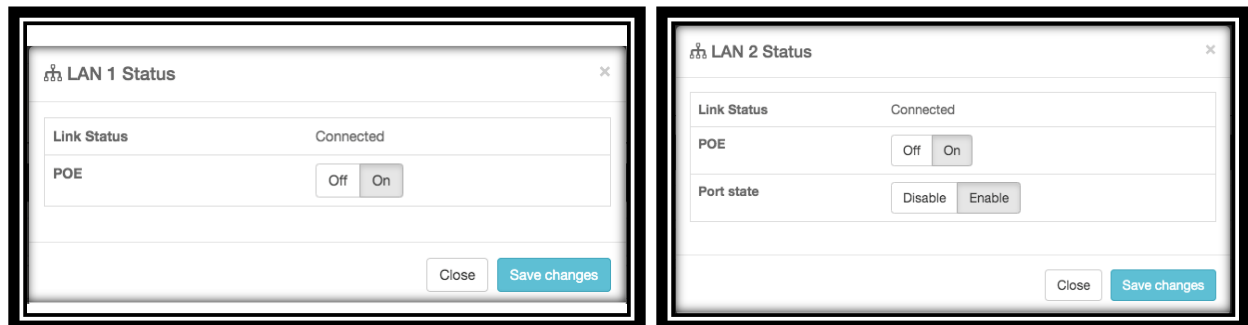 LAN 1 Status ×
Link Status Connected
POE Off On
Close Save changes
LAN 2 Status ×
Link Status Connected
POE Off On
Port state Disable Enable
Close Save changes